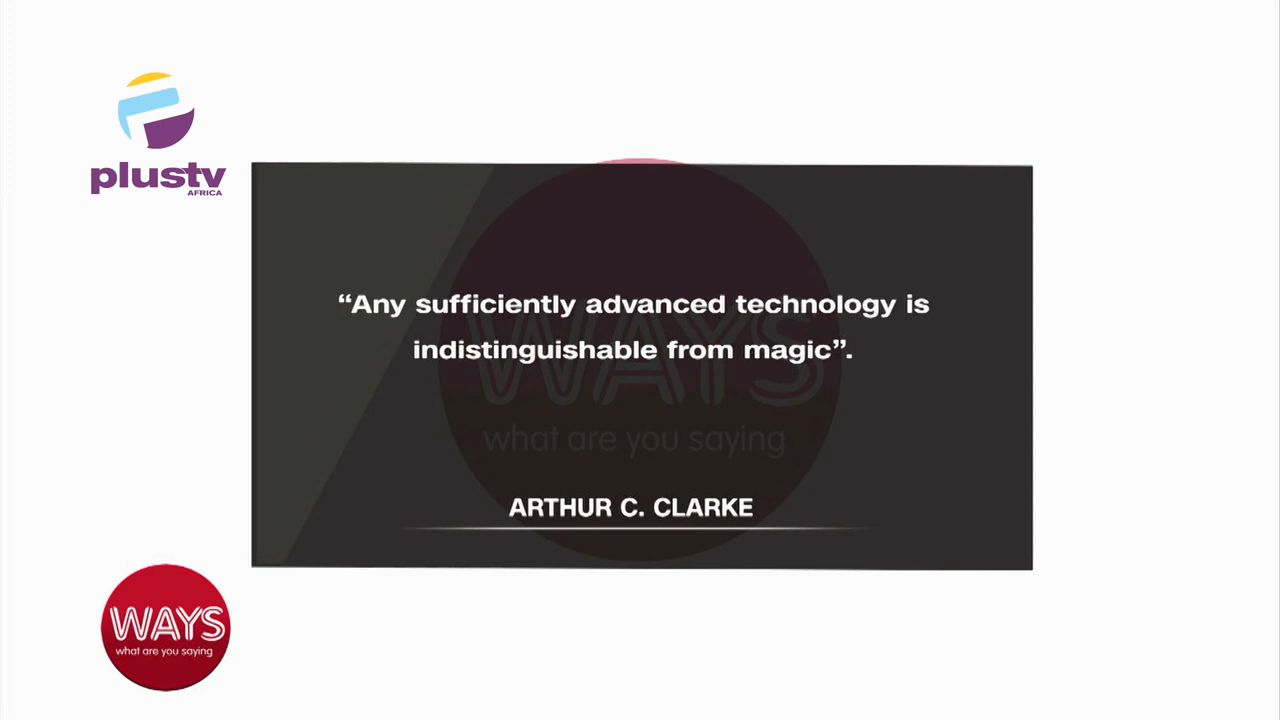 plustv
AFRICA
“Any sufficiently advanced technology is
indistinguishable from magic”.
WAYS
what are you saying
ARTHUR C. CLARKE
WAYS
what are you saying